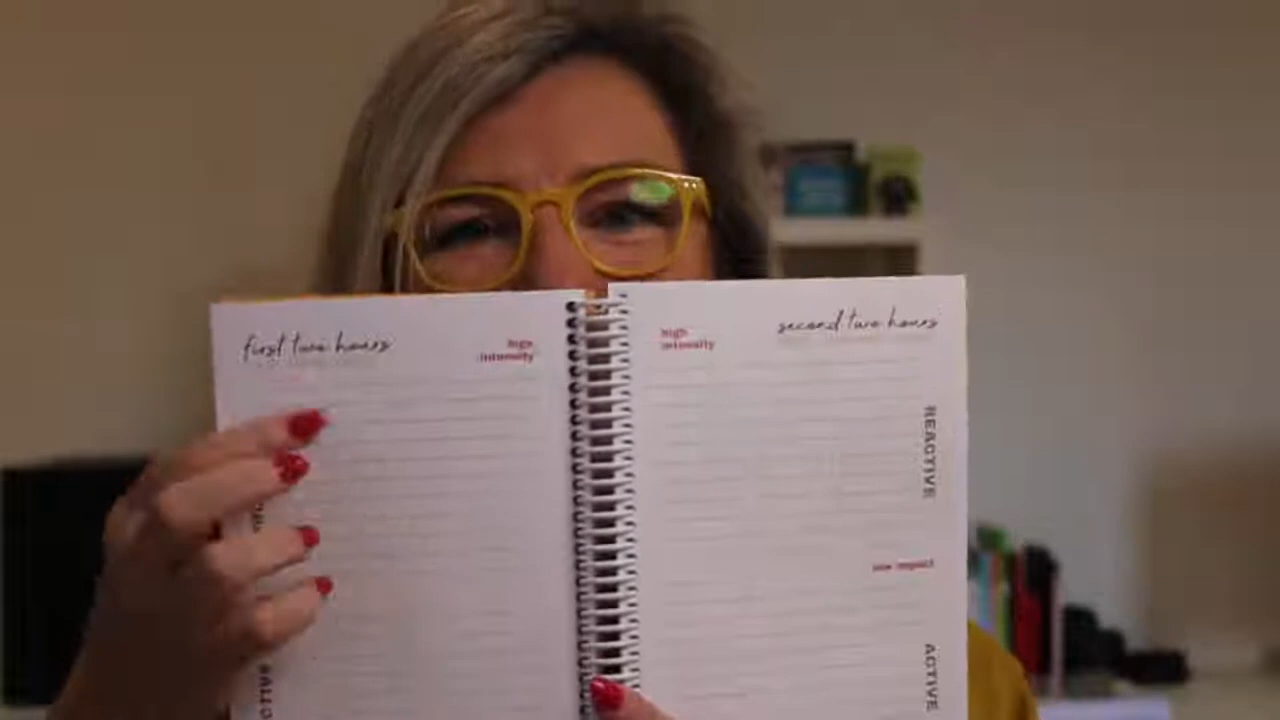 first two hours
high
intensity
high
intensity
second two hours
REACTIVE
low impact
ACTIVE